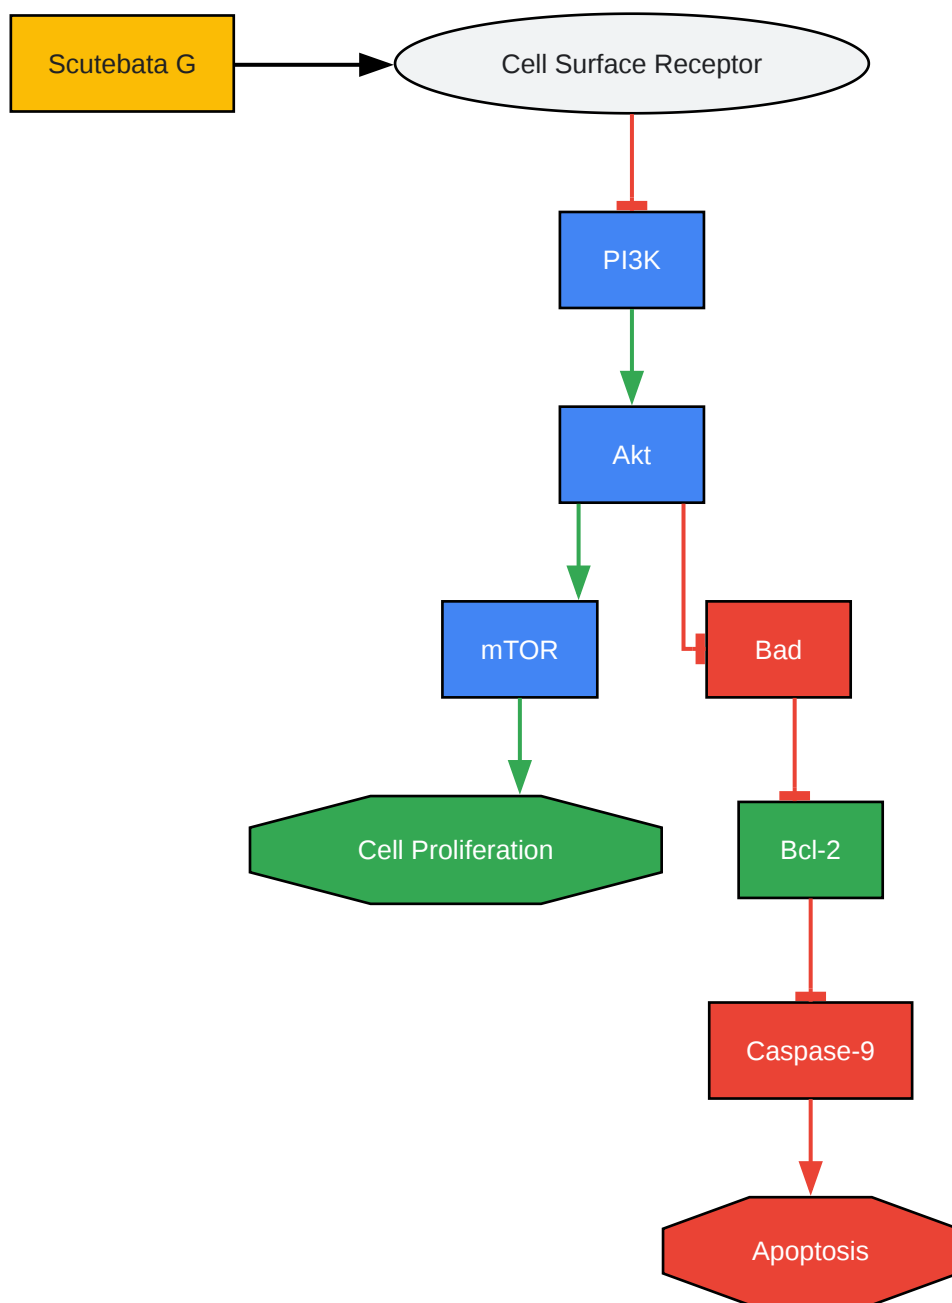 Scutebata G
Cell Surface Receptor
PI3K
Akt
mTOR
Bad
Cell Proliferation
Bcl-2
Caspase-9
Apoptosis